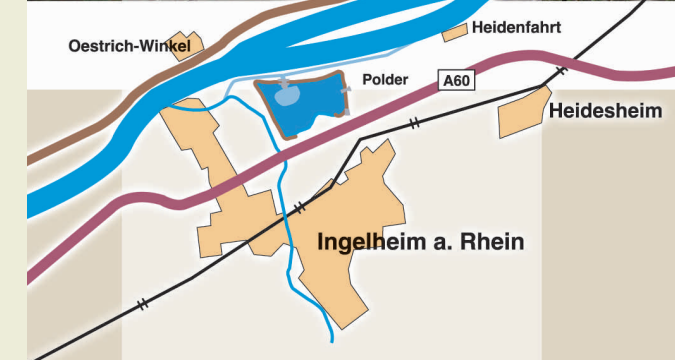 Heidenfahrt
Oestrich-Winkel
Polder
A60
Heidesheim
Ingelheim a. Rhein